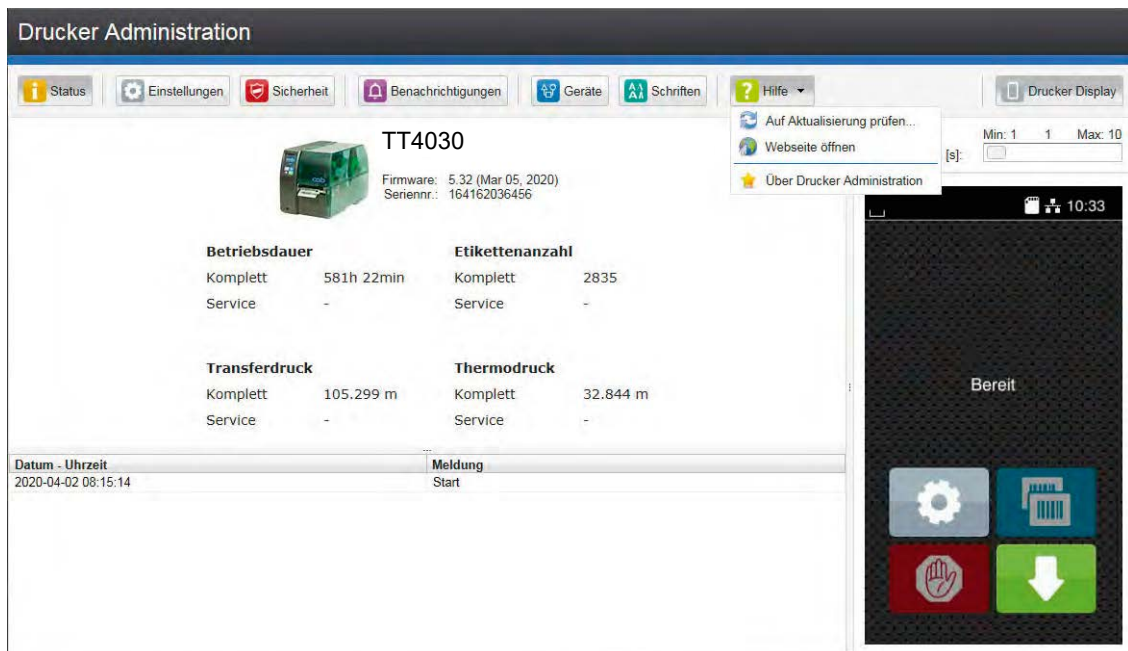 Drucker Administration
Status Einstellungen Sicherheit Benachrichtigungen Geräte Schriften Hilfe Drucker Display
Auf Aktualisierung prüfen...
Webseite öffnen
Über Drucker Administration
Min: 1 1 Max: 10
[s]:
TT4030
Firmware: 5.32 (Mar 05, 2020)
Seriennr.: 164162036456
10:33
Betriebsdauer Etikettenanzahl
Komplett 581h 22min Komplett 2835
Service - Service -
Transferdruck Thermodruck
Komplett 105.299 m Komplett 32.844 m
Service - Service -
Bereit
Datum - Uhrzeit Meldung
2020-04-02 08:15:14 Start